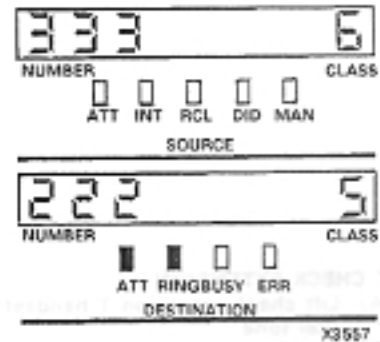 333 6
NUMBER CLASS
ATT INT RCL DID MAN
SOURCE
222 5
NUMBER CLASS
ATT RING BUSY ERR
DESTINATION
X3557